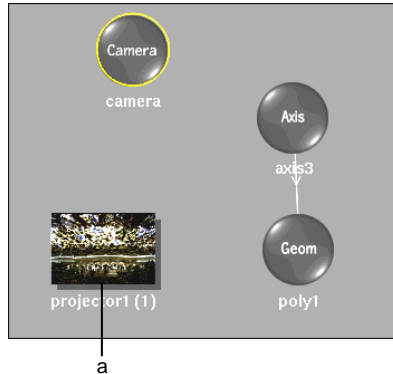 Camera
camera
Axis
axis3
Geom
projector1 (1)
poly1
a